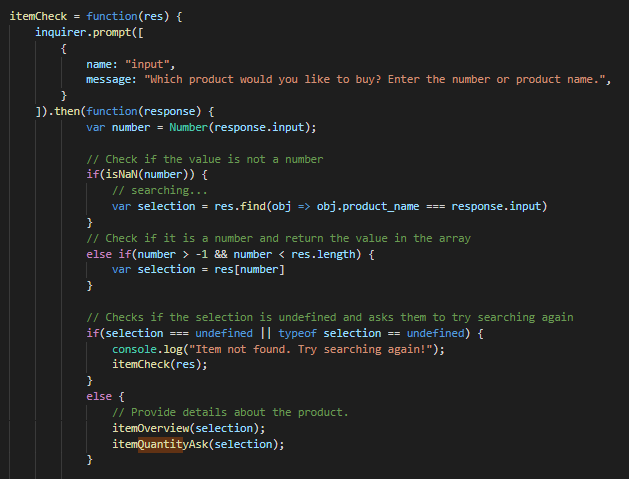 itemCheck = function(res) {
    inquirer.prompt([
        {
            name: "input",
            message: "Which product would you like to buy? Enter the number or product name.",
        }
    ]).then(function(response) {
            var number = Number(response.input);

            // Check if the value is not a number
            if(isNaN(number)) {
                // searching...
                var selection = res.find(obj => obj.product_name === response.input)
            }
            // Check if it is a number and return the value in the array
            else if(number > -1 && number < res.length) {
                var selection = res[number]
            }

            // Checks if the selection is undefined and asks them to try searching again
            if(selection === undefined || typeof selection == undefined) {
                console.log("Item not found. Try searching again!");
                itemCheck(res);
            }
            else {
                // Provide details about the product.
                itemOverview(selection);
                itemQuantityAsk(selection);
            }